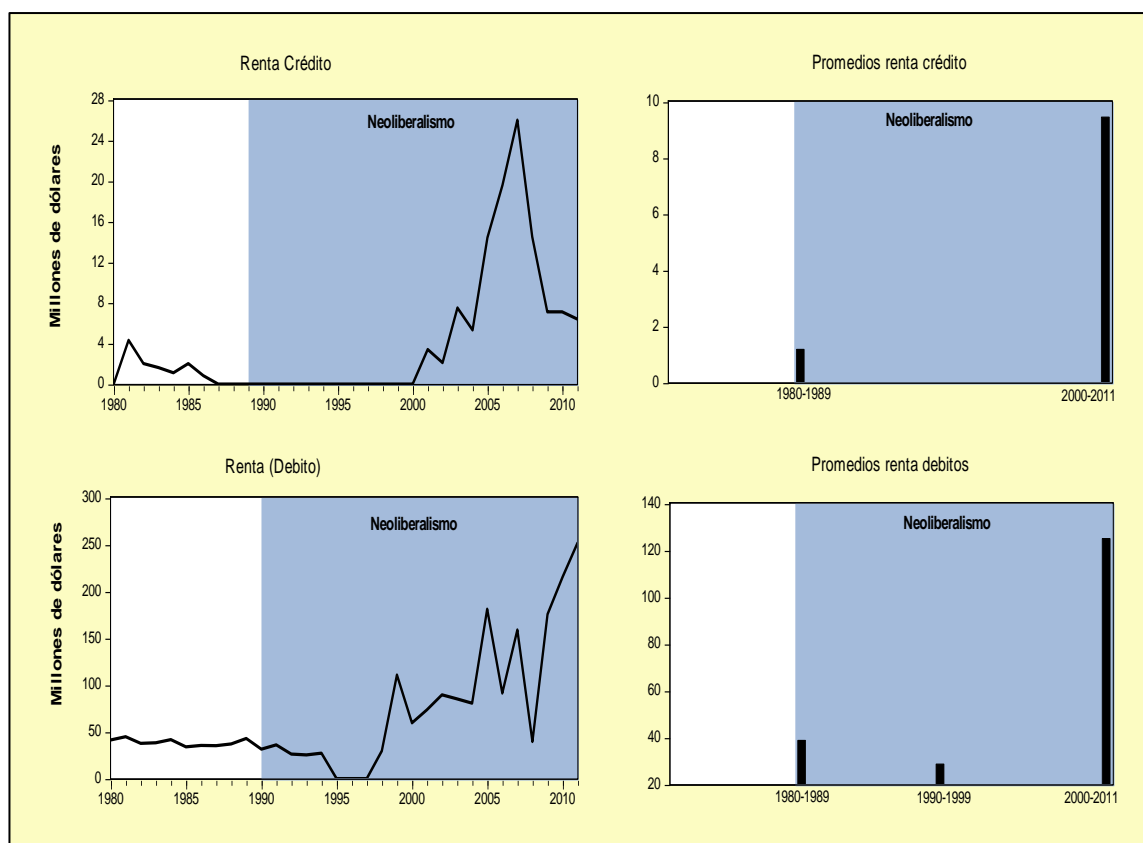 Renta Crédito
Millones de dólares
28
24
20
16
12
8
4
0
Neoliberalismo
1980 1985 1990 1995 2000 2005 2010
Promedios renta crédito
10
8
6
4
2
0
Neoliberalismo
1980-1989 2000-2011
Renta (Debito)
Millones de dólares
300
250
200
150
100
50
0
Neoliberalismo
1980 1985 1990 1995 2000 2005 2010
Promedios renta debitos
140
120
100
80
60
40
20
Neoliberalismo
1980-1989 1990-1999 2000-2011